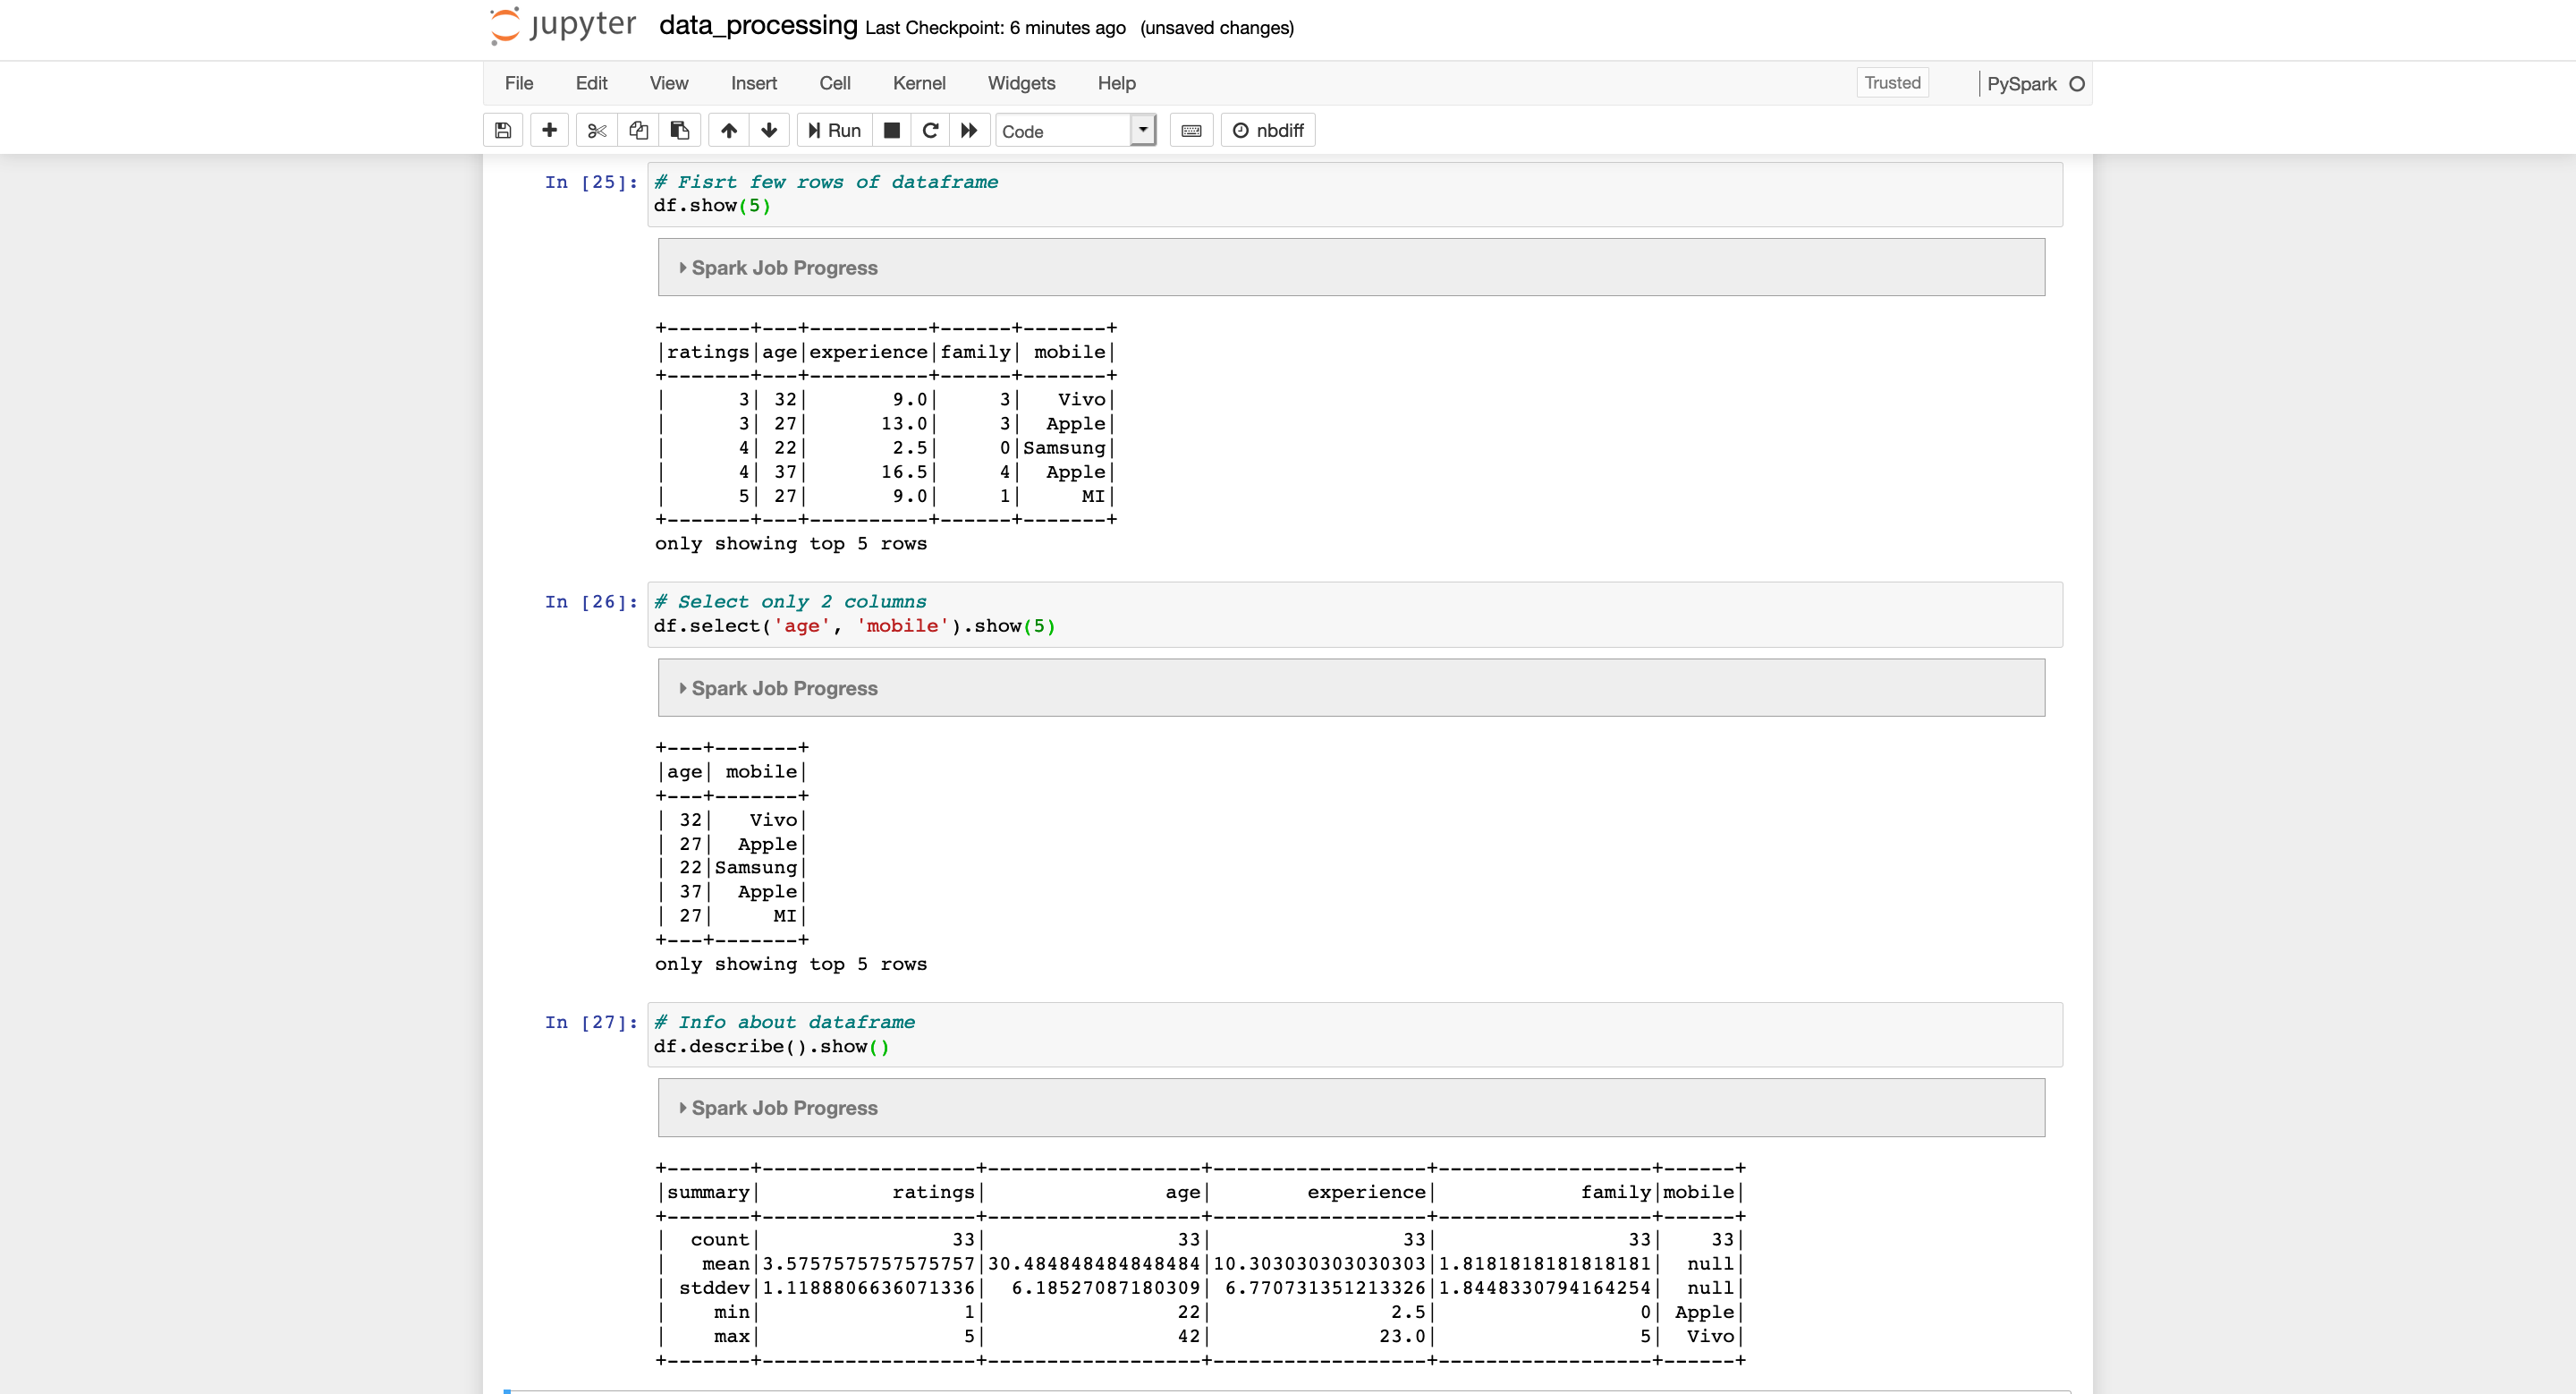 jupyter data_processing Last Checkpoint: 6 minutes ago (unsaved changes)
File Edit View Insert Cell Kernel Widgets Help Trusted PySpark
Run Code nbdiff
In [25]: # Fisrt few rows of dataframe
df.show(5)
Spark Job Progress
+-------+---+----------+------+-------+
|ratings|age|experience|family| mobile|
+-------+---+----------+------+-------+
|      3| 32|       9.0|     3|   Vivo|
|      3| 27|      13.0|     3|  Apple|
|      4| 22|       2.5|     0|Samsung|
|      4| 37|      16.5|     4|  Apple|
|      5| 27|       9.0|     1|     MI|
+-------+---+----------+------+-------+
only showing top 5 rows
In [26]: # Select only 2 columns
df.select('age', 'mobile').show(5)
Spark Job Progress
+---+-------+
|age| mobile|
+---+-------+
| 32|   Vivo|
| 27|  Apple|
| 22|Samsung|
| 37|  Apple|
| 27|     MI|
+---+-------+
only showing top 5 rows
In [27]: # Info about dataframe
df.describe().show()
Spark Job Progress
+-------+------------------+------------------+------------------+------------------+------+
|summary|           ratings|               age|        experience|            family|mobile|
+-------+------------------+------------------+------------------+------------------+------+
|  count|                33|                33|                33|                33|    33|
|   mean|3.5757575757575757|30.484848484848484|10.303030303030303|1.8181818181818181|  null|
| stddev|1.1188806636071336|  6.18527087180309| 6.770731351213326|1.8448330794164254|  null|
|    min|                 1|                22|               2.5|                 0| Apple|
|    max|                 5|                42|              23.0|                 5|  Vivo|
+-------+------------------+------------------+------------------+------------------+------+